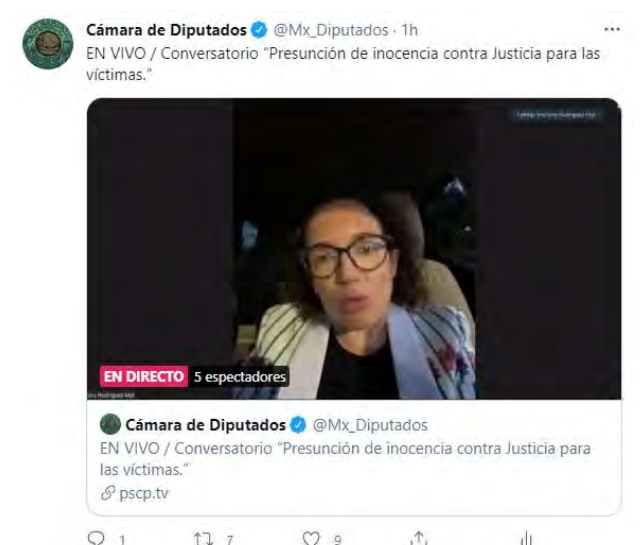 Cámara de Diputados @Mx_Diputados · 1h
EN VIVO / Conversatorio “Presunción de inocencia contra Justicia para las
víctimas.”
EN DIRECTO 5 espectadores
Cámara de Diputados @Mx_Diputados
EN VIVO / Conversatorio “Presunción de inocencia contra Justicia para
las víctimas.”
pscp.tv
1 7 9